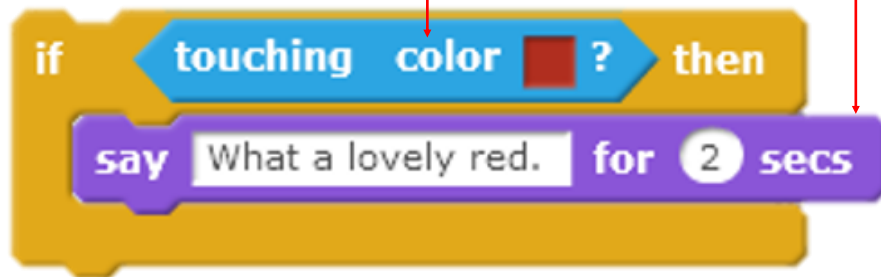 if touching color ? then
say What a lovely red. for 2 secs